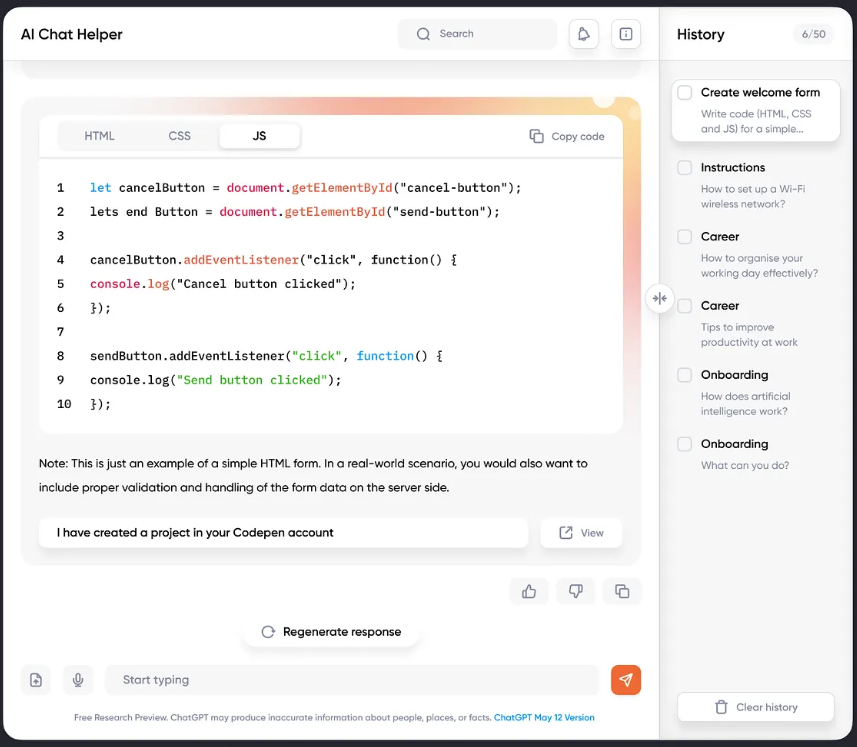 AI Chat Helper
Search
HTML CSS JS
Copy code
1 let cancelButton = document.getElementById("cancel-button");
2 lets end Button = document.getElementById("send-button");
3
4 cancelButton.addEventListener("click", function() {
5 console.log("Cancel button clicked");
6 });
7
8 sendButton.addEventListener("click", function() {
9 console.log("Send button clicked");
10 });
Note: This is just an example of a simple HTML form. In a real-world scenario, you would also want to
include proper validation and handling of the form data on the server side.
I have created a project in your Codepen account
View
Regenerate response
Start typing
Free Research Preview. ChatGPT may produce inaccurate information about people, places, or facts. ChatGPT May 12 Version
History
6/50
Create welcome form
Write code (HTML, CSS
and JS) for a simple...
Instructions
How to set up a Wi-Fi
wireless network?
Career
How to organise your
working day effectively?
Career
Tips to improve
productivity at work
Onboarding
How does artificial
intelligence work?
Onboarding
What can you do?
Clear history